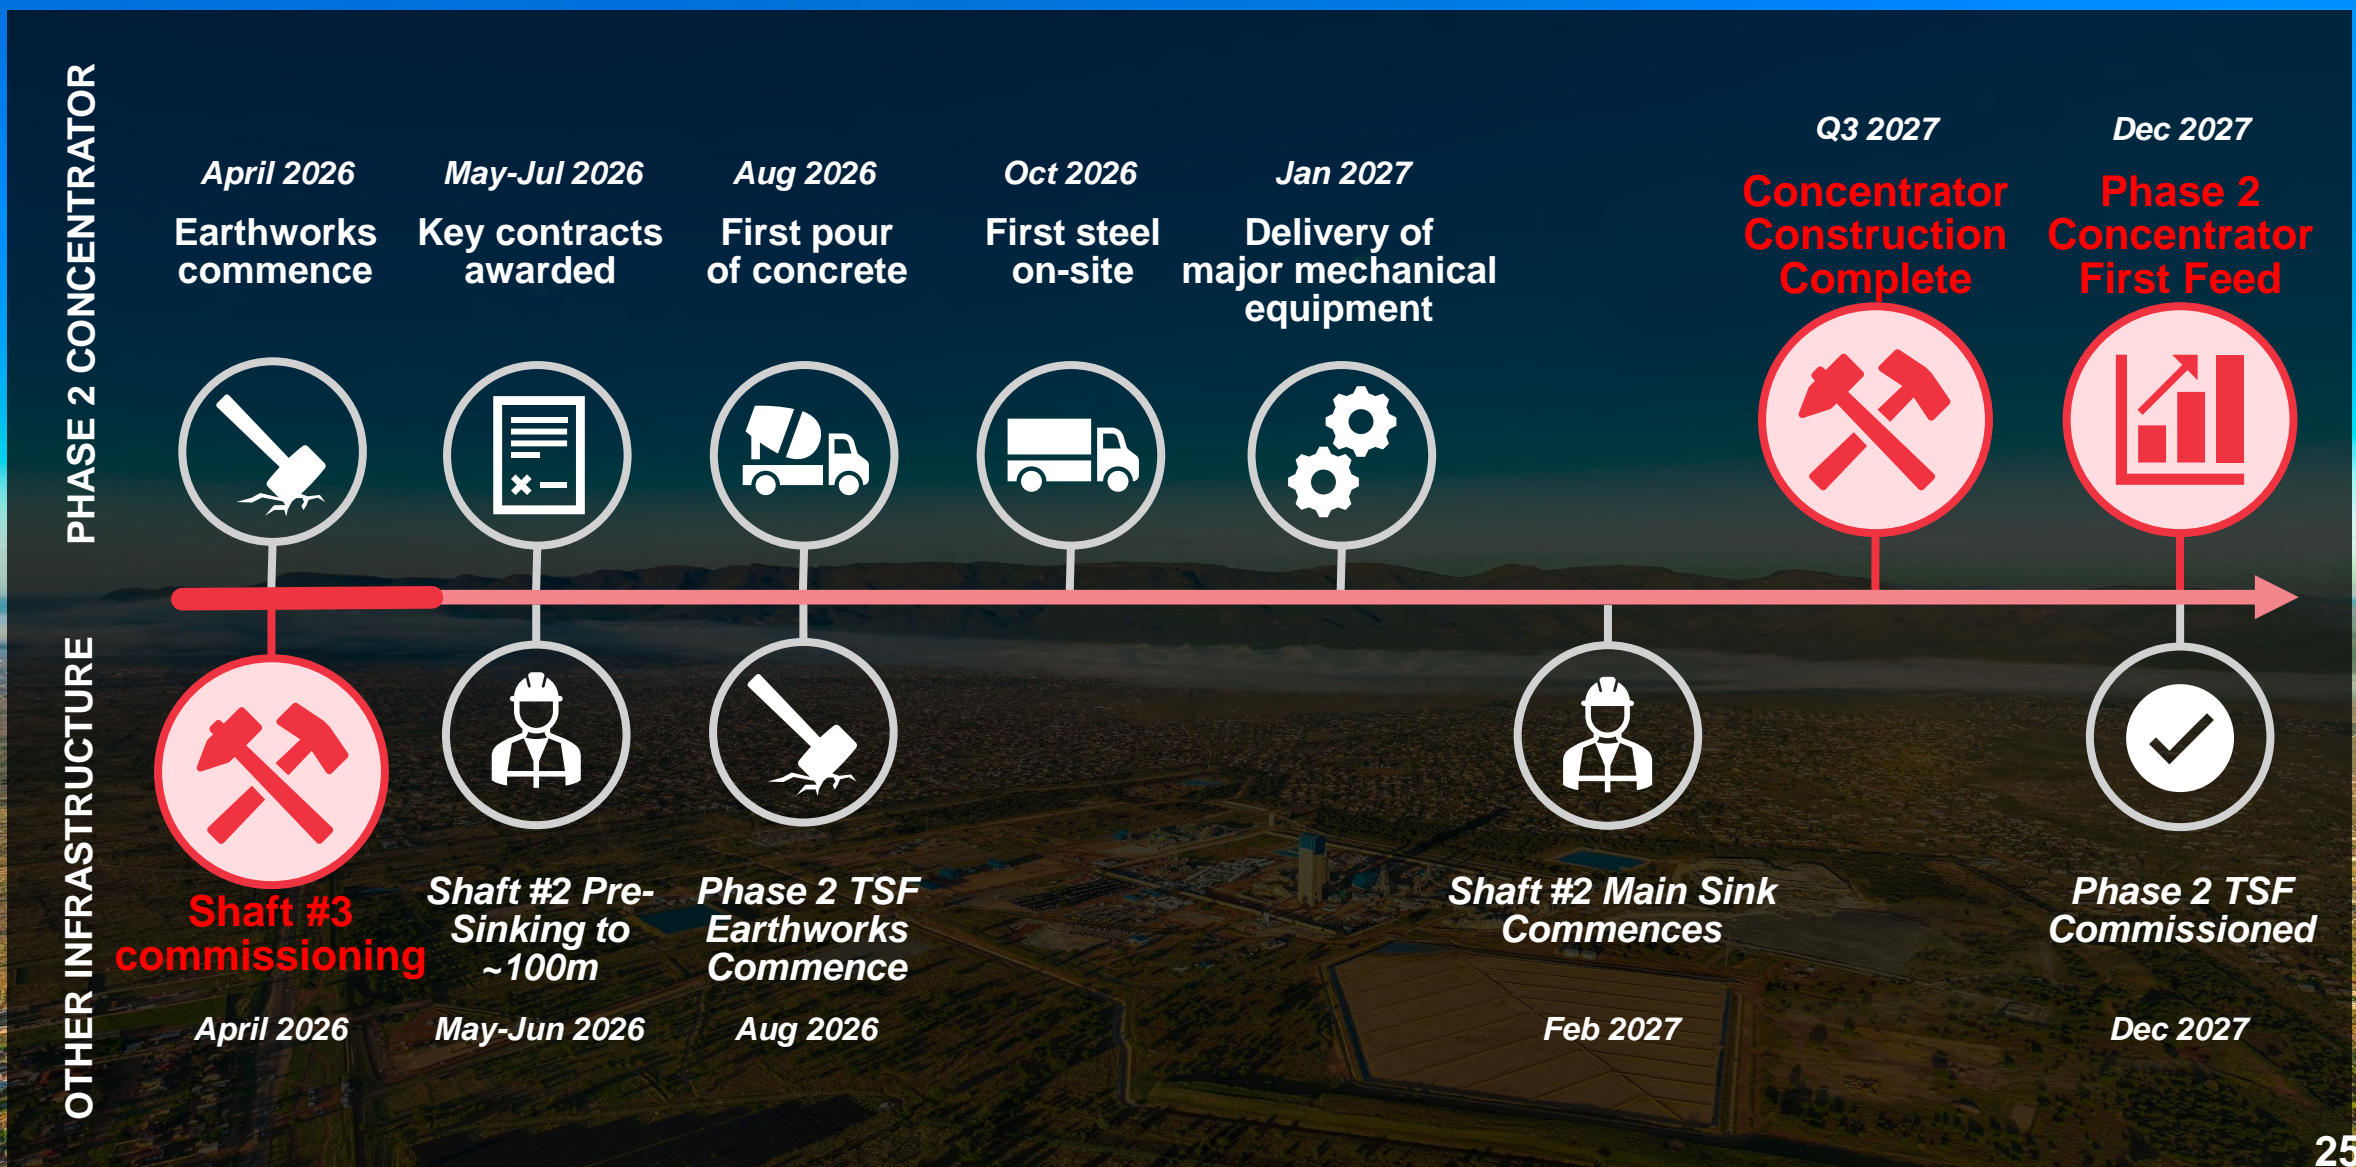 PHASE 2 CONCENTRATOR
April 2026
Earthworks
commence
May-Jul 2026
Key contracts
awarded
Aug 2026
First pour
of concrete
Oct 2026
First steel
on-site
Jan 2027
Delivery of
major mechanical
equipment
Q3 2027
Concentrator
Construction
Complete
Dec 2027
Phase 2
Concentrator
First Feed
OTHER INFRASTRUCTURE
Shaft #3
commissioning
April 2026
Shaft #2 Pre-
Sinking to
~100m
May-Jun 2026
Phase 2 TSF
Earthworks
Commence
Aug 2026
Shaft #2 Main Sink
Commences
Feb 2027
Phase 2 TSF
Commissioned
Dec 2027
25